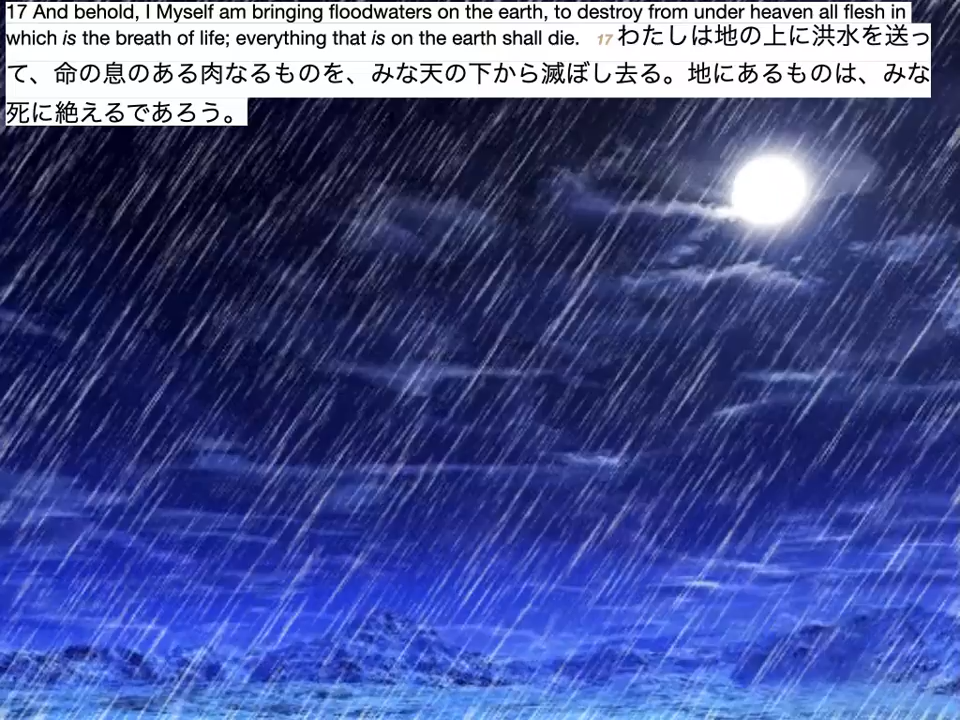 17 And behold, I Myself am bringing floodwaters on the earth, to destroy from under heaven all flesh in
which is the breath of life; everything that is on the earth shall die. 17 わたしは地の上に洪水を送っ
て、命の息のある肉なるものを、みな天の下から滅ぼし去る。地にあるものは、みな
死に絶えるであろう。